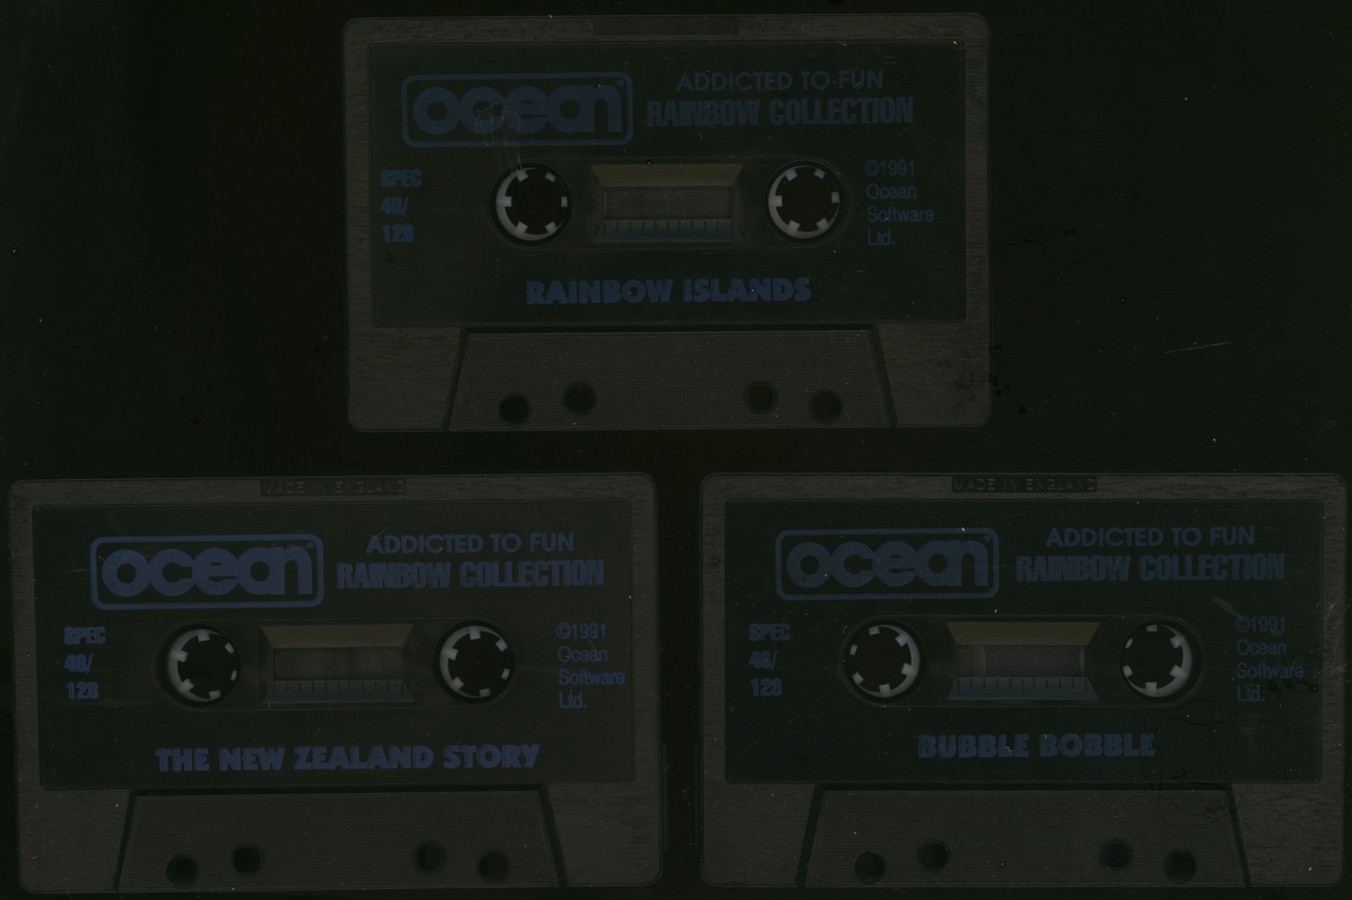 ocean
ADDICTED TO FUN
RAINBOW COLLECTION
SPEC
48/
128
©1991
Ocean
Software
Ltd.
RAINBOW ISLANDS
MADE IN ENGLAND
ocean
ADDICTED TO FUN
RAINBOW COLLECTION
SPEC
48/
128
©1991
Ocean
Software
Ltd.
THE NEW ZEALAND STORY
MADE IN ENGLAND
ocean
ADDICTED TO FUN
RAINBOW COLLECTION
SPEC
48/
128
©1991
Ocean
Software
Ltd.
BUBBLE BOBBLE